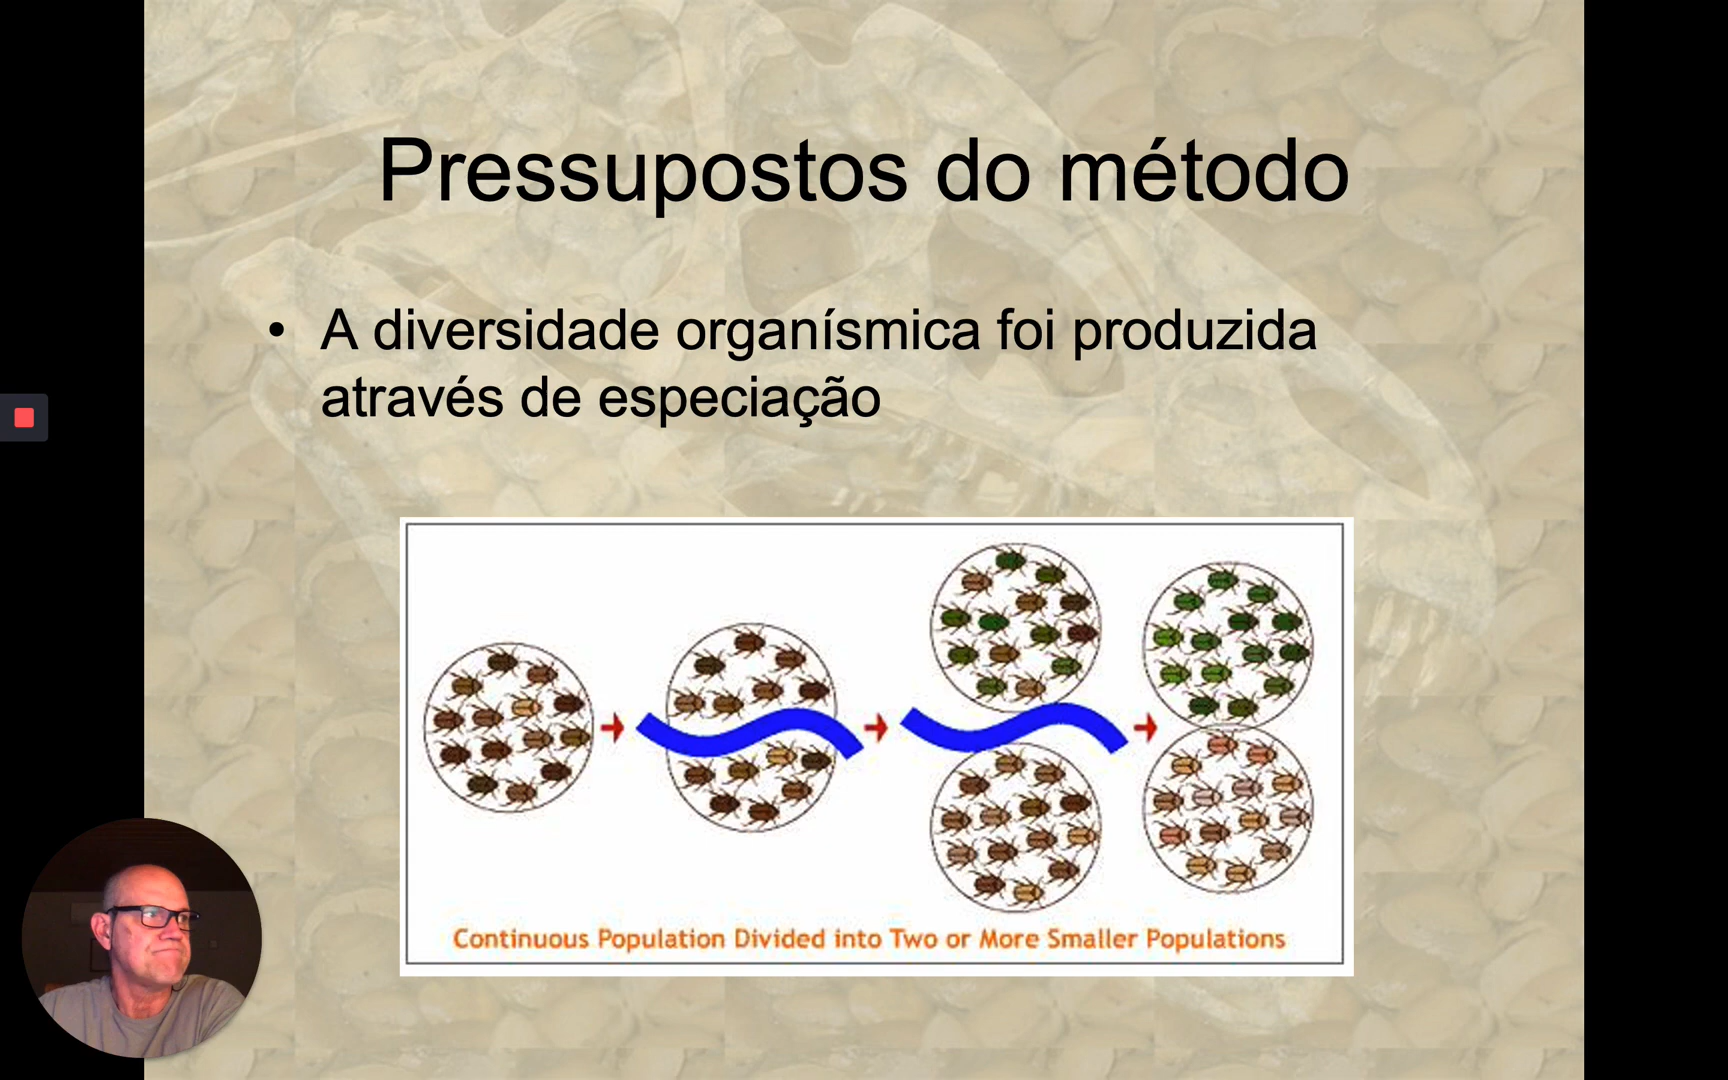 Pressupostos do método
• A diversidade organísmica foi produzida
através de especiação
Continuous Population Divided into Two or More Smaller Populations